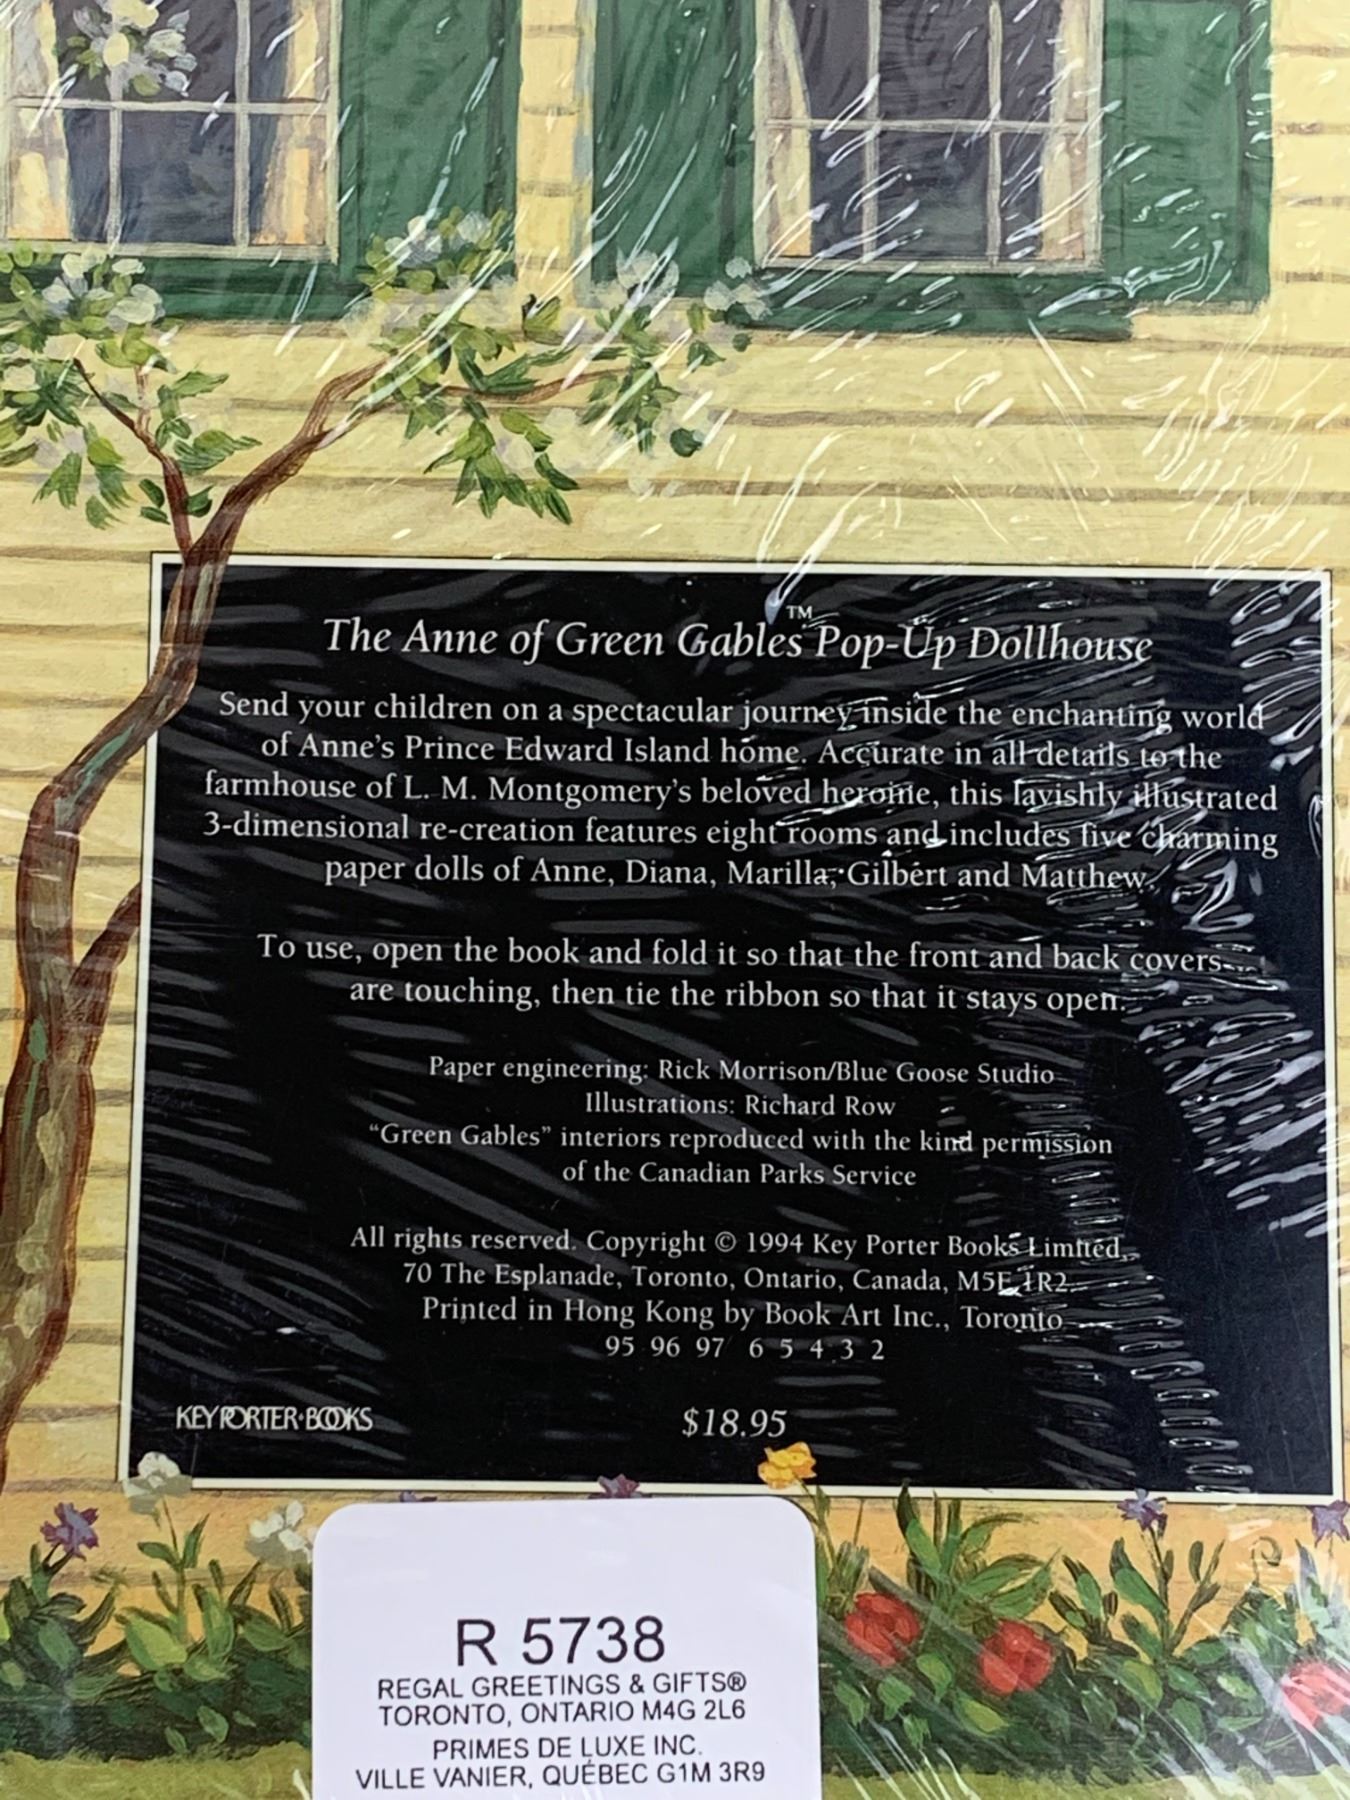 The Anne of Green Gables™ Pop-Up Dollhouse
Send your children on a spectacular journey inside the enchanting world
of Anne's Prince Edward Island home. Accurate in all details to the
farmhouse of L. M. Montgomery's beloved heroine, this lavishly illustrated
3-dimensional re-creation features eight rooms and includes five charming
paper dolls of Anne, Diana, Marilla, Gilbert and Matthew.
To use, open the book and fold it so that the front and back covers
are touching, then tie the ribbon so that it stays open.
Paper engineering: Rick Morrison/Blue Goose Studio
Illustrations: Richard Row
“Green Gables” interiors reproduced with the kind permission
of the Canadian Parks Service
All rights reserved. Copyright © 1994 Key Porter Books Limited,
70 The Esplanade, Toronto, Ontario, Canada, M5E 1R2
Printed in Hong Kong by Book Art Inc., Toronto
95 96 97 6 5 4 3 2
KEY PORTER•BOOKS
$18.95
R 5738
REGAL GREETINGS & GIFTS®
TORONTO, ONTARIO M4G 2L6
PRIMES DE LUXE INC.
VILLE VANIER, QUÉBEC G1M 3R9